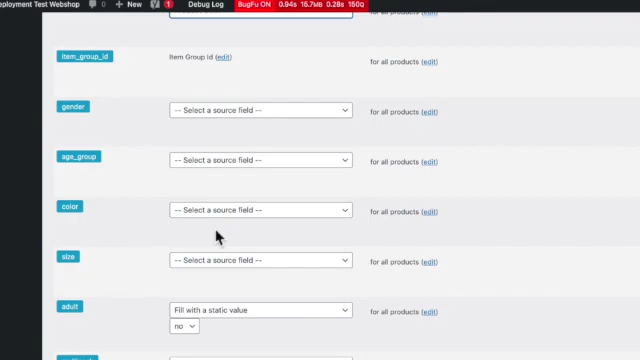 eployment Test Webshop 0 New 1 Debug Log BugFu ON 0.94s 16.7MB 0.28s 150Q
item_group_id Item Group Id (edit) for all products (edit)
gender -- Select a source field -- for all products (edit)
age_group -- Select a source field -- for all products (edit)
color -- Select a source field -- for all products (edit)
size -- Select a source field -- for all products (edit)
adult Fill with a static value for all products (edit)
no